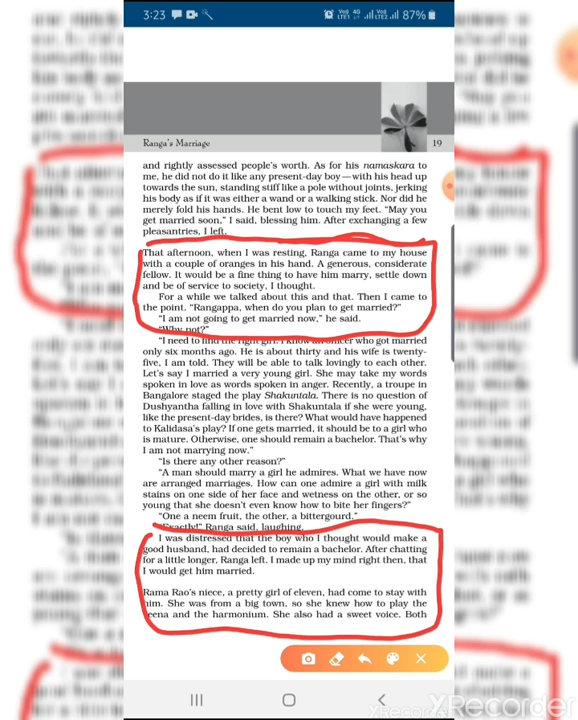 3:23
Vo) 4G LTE1 Vo) LTE2 87%
Ranga's Marriage 19
and rightly assessed people's worth. As for his namaskara to
me, he did not do it like any present-day boy—with his head up
towards the sun, standing stiff like a pole without joints, jerking
his body as if it was either a wand or a walking stick. Nor did he
merely fold his hands. He bent low to touch my feet. "May you
get married soon," I said, blessing him. After exchanging a few
pleasantries, I left.
That afternoon, when I was resting, Ranga came to my house
with a couple of oranges in his hand. A generous, considerate
fellow. It would be a fine thing to have him marry, settle down
and be of service to society, I thought.
For a while we talked about this and that. Then I came to
the point. "Rangappa, when do you plan to get married?"
"I am not going to get married now," he said.
"Why not?"
"I need to find the right girl. I know an officer who got married
only six months ago. He is about thirty and his wife is twenty-
five, I am told. They will be able to talk lovingly to each other.
Let's say I married a very young girl. She may take my words
spoken in love as words spoken in anger. Recently, a troupe in
Bangalore staged the play Shakuntala. There is no question of
Dushyantha falling in love with Shakuntala if she were young,
like the present-day brides, is there? What would have happened
to Kalidasa's play? If one gets married, it should be to a girl who
is mature. Otherwise, one should remain a bachelor. That's why
I am not marrying now."
"Is there any other reason?"
"A man should marry a girl he admires. What we have now
are arranged marriages. How can one admire a girl with milk
stains on one side of her face and wetness on the other, or so
young that she doesn't even know how to bite her fingers?"
"One a neem fruit, the other, a bittergourd."
"Exactly!" Ranga said, laughing.
I was distressed that the boy who I thought would make a
good husband, had decided to remain a bachelor. After chatting
for a little longer, Ranga left. I made up my mind right then, that
I would get him married.
Rama Rao's niece, a pretty girl of eleven, had come to stay with
him. She was from a big town, so she knew how to play the
veena and the harmonium. She also had a sweet voice. Both
XRecorder